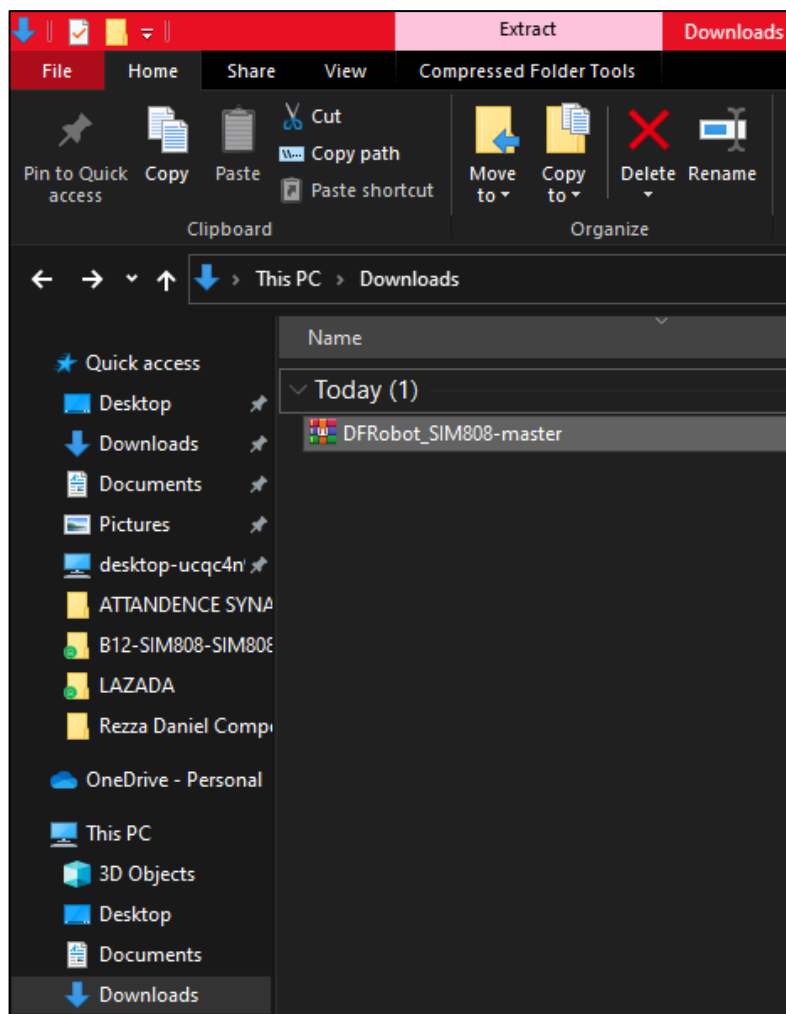 Extract
Downloads
File Home Share View Compressed Folder Tools
Pin to Quick access
Copy
Paste
Cut
Copy path
Paste shortcut
Move to
Copy to
Delete
Rename
Clipboard
Organize
This PC > Downloads
Name
Quick access
Today (1)
Desktop
DFRobot_SIM808-master
Downloads
Documents
Pictures
desktop-ucqc4n
ATTANDENCE SYNA
B12-SIM808-SIM808
LAZADA
Rezza Daniel Comp
OneDrive - Personal
This PC
3D Objects
Desktop
Documents
Downloads